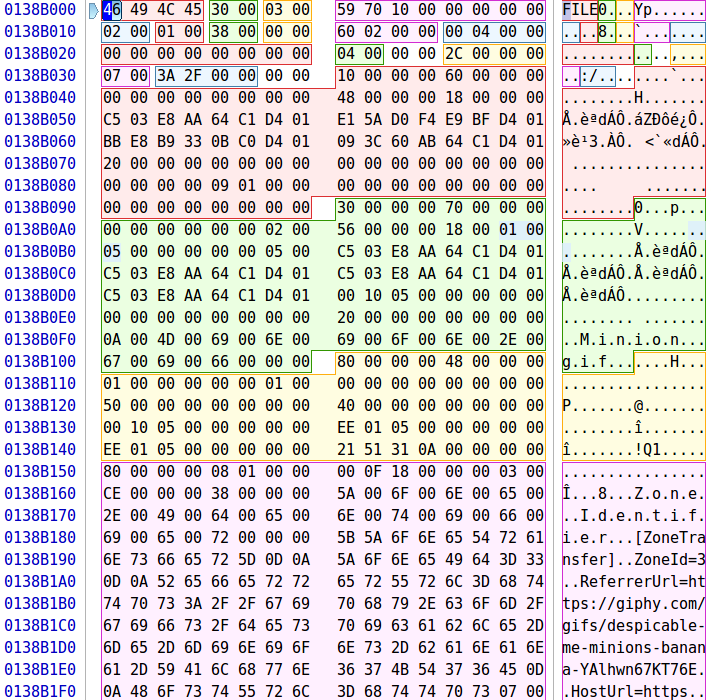 0138B000 46 49 4C 45 30 00 03 00 59 70 10 00 00 00 00 00 FILE0...Yp......
0138B010 02 00 01 00 38 00 00 00 60 02 00 00 00 04 00 00 ....8...`.......
0138B020 00 00 00 00 00 00 00 00 04 00 00 00 2C 00 00 00 ............,...
0138B030 07 00 3A 2F 00 00 00 00 10 00 00 00 60 00 00 00 ..:/........`...
0138B040 00 00 00 00 00 00 00 00 48 00 00 00 18 00 00 00 ........H.......
0138B050 C5 03 E8 AA 64 C1 D4 01 E1 5A D0 F4 E9 BF D4 01 Å.èªdÁÔ.áZÐôé¿Ô.
0138B060 BB E8 B9 33 0B C0 D4 01 09 3C 60 AB 64 C1 D4 01 »è¹3.ÀÔ. <`«dÁÔ.
0138B070 20 00 00 00 00 00 00 00 00 00 00 00 00 00 00 00 ...............
0138B080 00 00 00 00 09 01 00 00 00 00 00 00 00 00 00 00 .... .......
0138B090 00 00 00 00 00 00 00 00 30 00 00 00 70 00 00 00 ........0...p...
0138B0A0 00 00 00 00 00 00 02 00 56 00 00 00 18 00 01 00 ........V.......
0138B0B0 05 00 00 00 00 00 05 00 C5 03 E8 AA 64 C1 D4 01 ........Å.èªdÁÔ.
0138B0C0 C5 03 E8 AA 64 C1 D4 01 C5 03 E8 AA 64 C1 D4 01 Å.èªdÁÔ.Å.èªdÁÔ.
0138B0D0 C5 03 E8 AA 64 C1 D4 01 00 10 05 00 00 00 00 00 Å.èªdÁÔ.........
0138B0E0 00 00 00 00 00 00 00 00 20 00 00 00 00 00 00 00 ........ .......
0138B0F0 0A 00 4D 00 69 00 6E 00 69 00 6F 00 6E 00 2E 00 ..M.i.n.i.o.n...
0138B100 67 00 69 00 66 00 00 00 80 00 00 00 48 00 00 00 g.i.f.......H...
0138B110 01 00 00 00 00 00 01 00 00 00 00 00 00 00 00 00 ................
0138B120 50 00 00 00 00 00 00 00 40 00 00 00 00 00 00 00 P.......@.......
0138B130 00 10 05 00 00 00 00 00 EE 01 05 00 00 00 00 00 ........î.......
0138B140 EE 01 05 00 00 00 00 00 21 51 31 0A 00 00 00 00 î.......!Q1.....
0138B150 80 00 00 00 08 01 00 00 00 0F 18 00 00 00 03 00 ................
0138B160 CE 00 00 00 38 00 00 00 5A 00 6F 00 6E 00 65 00 Î...8...Z.o.n.e.
0138B170 2E 00 49 00 64 00 65 00 6E 00 74 00 69 00 66 00 ..I.d.e.n.t.i.f.
0138B180 69 00 65 00 72 00 00 00 5B 5A 6F 6E 65 54 72 61 i.e.r...[ZoneTra
0138B190 6E 73 66 65 72 5D 0D 0A 5A 6F 6E 65 49 64 3D 33 nsfer]..ZoneId=3
0138B1A0 0D 0A 52 65 66 65 72 72 65 72 55 72 6C 3D 68 74 ..ReferrerUrl=ht
0138B1B0 74 70 73 3A 2F 2F 67 69 70 68 79 2E 63 6F 6D 2F tps://giphy.com/
0138B1C0 67 69 66 73 2F 64 65 73 70 69 63 61 62 6C 65 2D gifs/despicable-
0138B1D0 6D 65 2D 6D 69 6E 69 6F 6E 73 2D 62 61 6E 61 6E me-minions-banan
0138B1E0 61 2D 59 41 6C 68 77 6E 36 37 4B 54 37 36 45 0D a-YAlhwn67KT76E.
0138B1F0 0A 48 6F 73 74 55 72 6C 3D 68 74 74 70 73 07 00 .HostUrl=https..